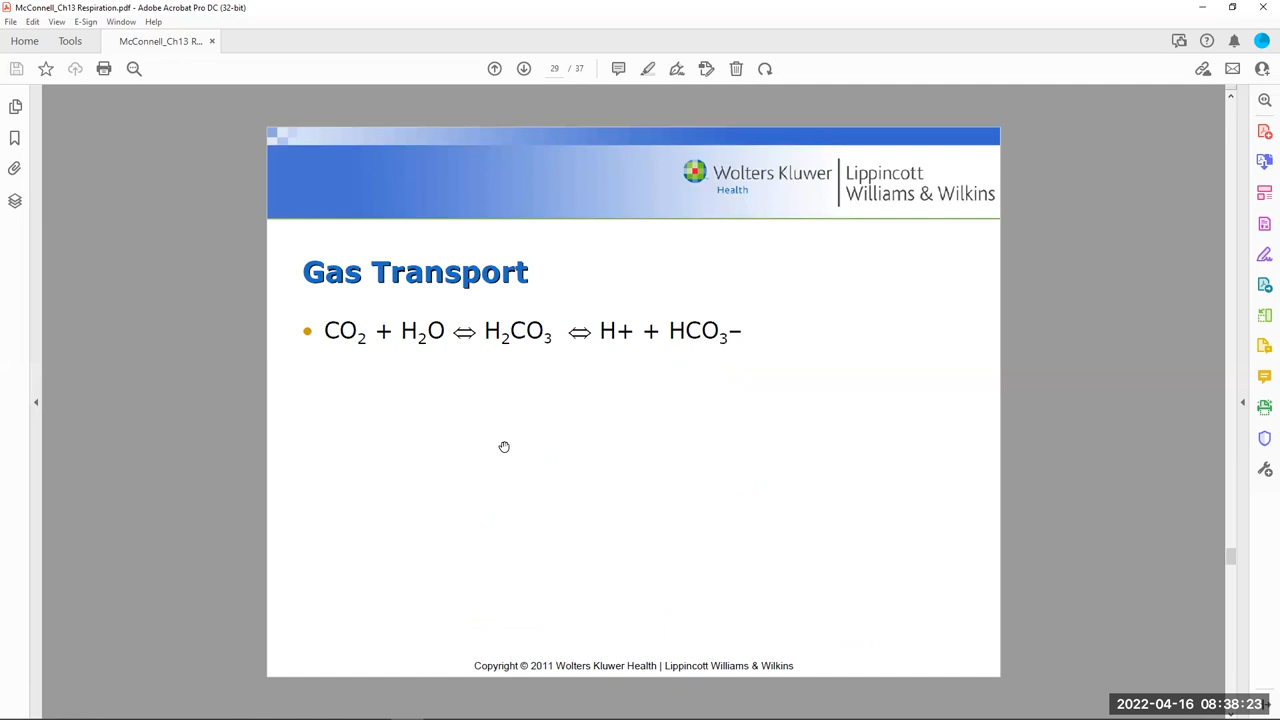 McConnell_Ch13 Respiration.pdf - Adobe Acrobat Pro DC (32-bit)
File Edit View E-Sign Window Help
Home Tools McConnell_Ch13 R... ×
29 / 37
Wolters Kluwer
Health
Lippincott
Williams & Wilkins
Gas Transport
• CO₂ + H₂O ⇔ H₂CO₃ ⇔ H+ + HCO₃–
Copyright © 2011 Wolters Kluwer Health | Lippincott Williams & Wilkins
2022-04-16 08:38:23